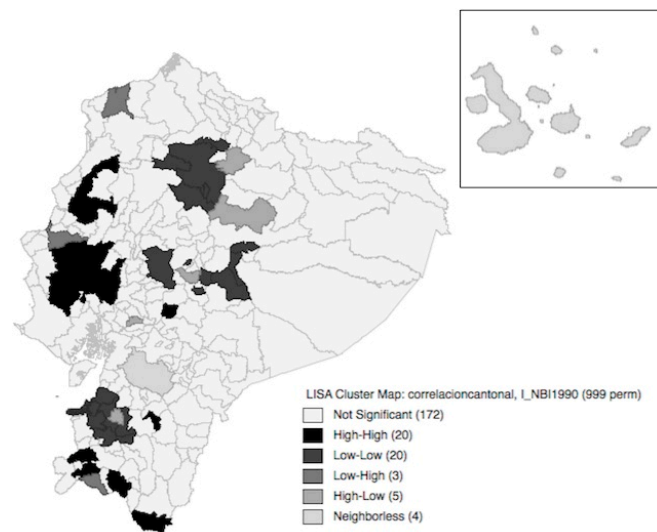 LISA Cluster Map: correlacioncantonal, I_NBI1990 (999 perm)
Not Significant (172)
High-High (20)
Low-Low (20)
Low-High (3)
High-Low (5)
Neighborless (4)